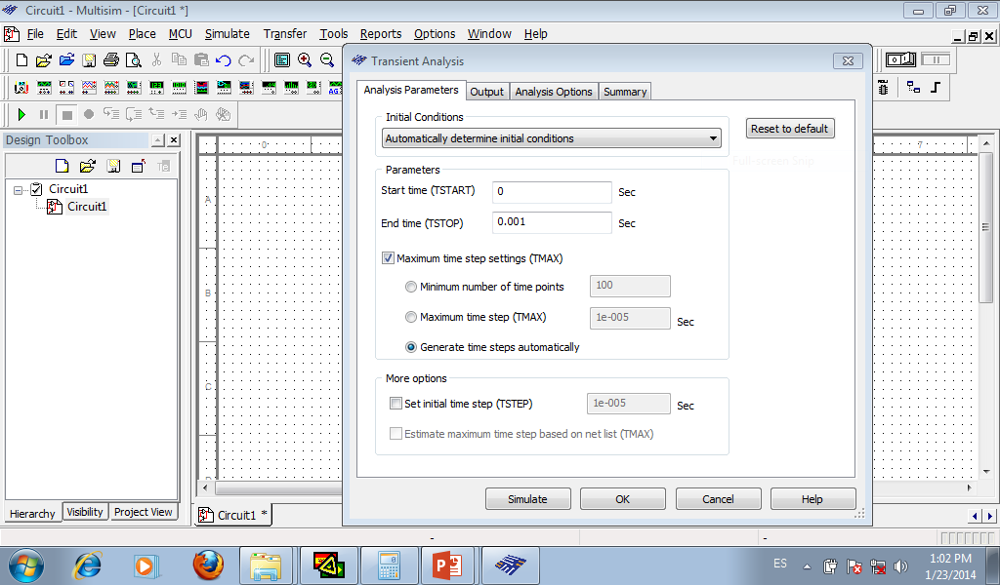 Circuit1 - Multisim - [Circuit1 *]
File Edit View Place MCU Simulate Transfer Tools Reports Options Window Help
Transient Analysis
Analysis Parameters Output Analysis Options Summary
Initial Conditions
Automatically determine initial conditions
Reset to default
Full-screen Snip
Design Toolbox
Circuit1
Circuit1
0
7
A
B
C
D
Parameters
Start time (TSTART) 0 Sec
End time (TSTOP) 0.001 Sec
Maximum time step settings (TMAX)
Minimum number of time points 100
Maximum time step (TMAX) 1e-005 Sec
Generate time steps automatically
More options
Set initial time step (TSTEP) 1e-005 Sec
Estimate maximum time step based on net list (TMAX)
Simulate OK Cancel Help
Hierarchy Visibility Project View
Circuit1 *
- -
ES
1:02 PM
1/23/2014